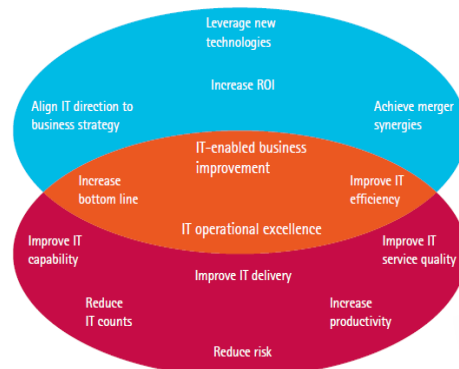 Leverage new
technologies
Increase ROI
Align IT direction to
business strategy
Achieve merger
synergies
IT-enabled business
improvement
Increase
bottom line
Improve IT
efficiency
IT operational excellence
Improve IT
capability
Improve IT
service quality
Improve IT delivery
Reduce
IT counts
Increase
productivity
Reduce risk